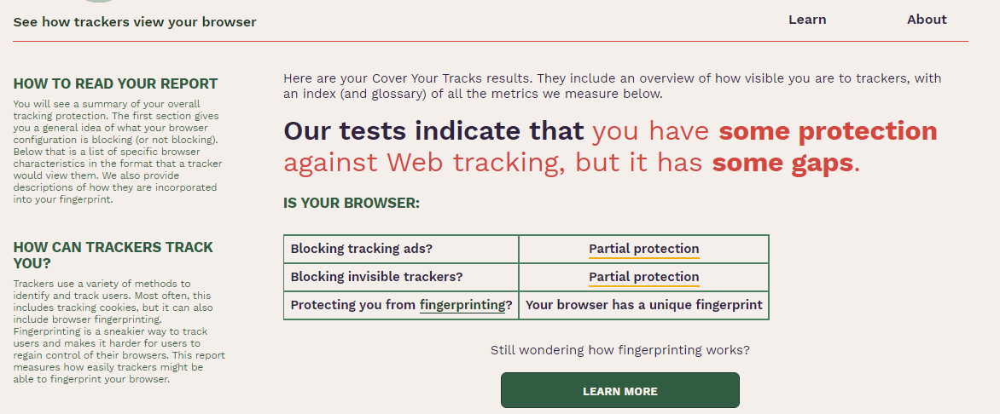 See how trackers view your browser
Learn
About
HOW TO READ YOUR REPORT
You will see a summary of your overall
tracking protection. The first section gives
you a general idea of what your browser
configuration is blocking (or not blocking).
Below that is a list of specific browser
characteristics in the format that a tracker
would view them. We also provide
descriptions of how they are incorporated
into your fingerprint.
HOW CAN TRACKERS TRACK
YOU?
Trackers use a variety of methods to
identify and track users. Most often, this
includes tracking cookies, but it can also
include browser fingerprinting.
Fingerprinting is a sneakier way to track
users and makes it harder for users to
regain control of their browsers. This report
measures how easily trackers might be
able to fingerprint your browser.
Here are your Cover Your Tracks results. They include an overview of how visible you are to trackers, with
an index (and glossary) of all the metrics we measure below.
Our tests indicate that you have some protection
against Web tracking, but it has some gaps.
IS YOUR BROWSER:
Blocking tracking ads? Partial protection
Blocking invisible trackers? Partial protection
Protecting you from fingerprinting? Your browser has a unique fingerprint
Still wondering how fingerprinting works?
LEARN MORE